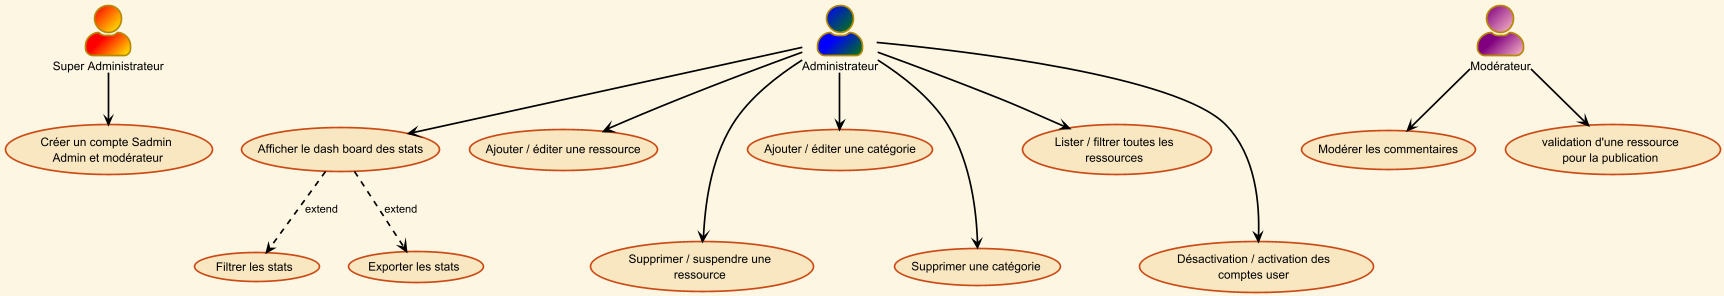 Super Administrateur
Administrateur
Modérateur
Créer un compte Sadmin
Admin et modérateur
Afficher le dash board des stats
Ajouter / éditer une ressource
Ajouter / éditer une catégorie
Lister / filtrer toutes les
ressources
Modérer les commentaires
validation d'une ressource
pour la publication
extend
extend
Filtrer les stats
Exporter les stats
Supprimer / suspendre une
ressource
Supprimer une catégorie
Désactivation / activation des
comptes user